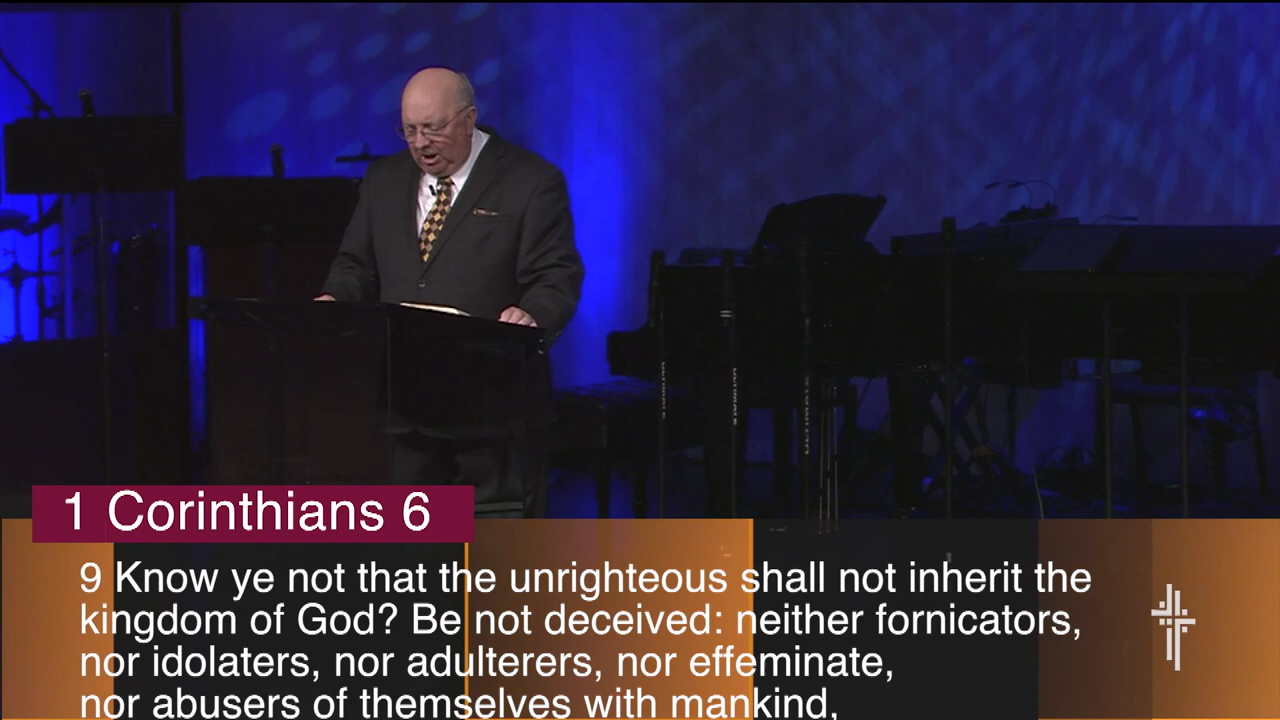 1 Corinthians 6
9 Know ye not that the unrighteous shall not inherit the
kingdom of God? Be not deceived: neither fornicators,
nor idolaters, nor adulterers, nor effeminate,
nor abusers of themselves with mankind,